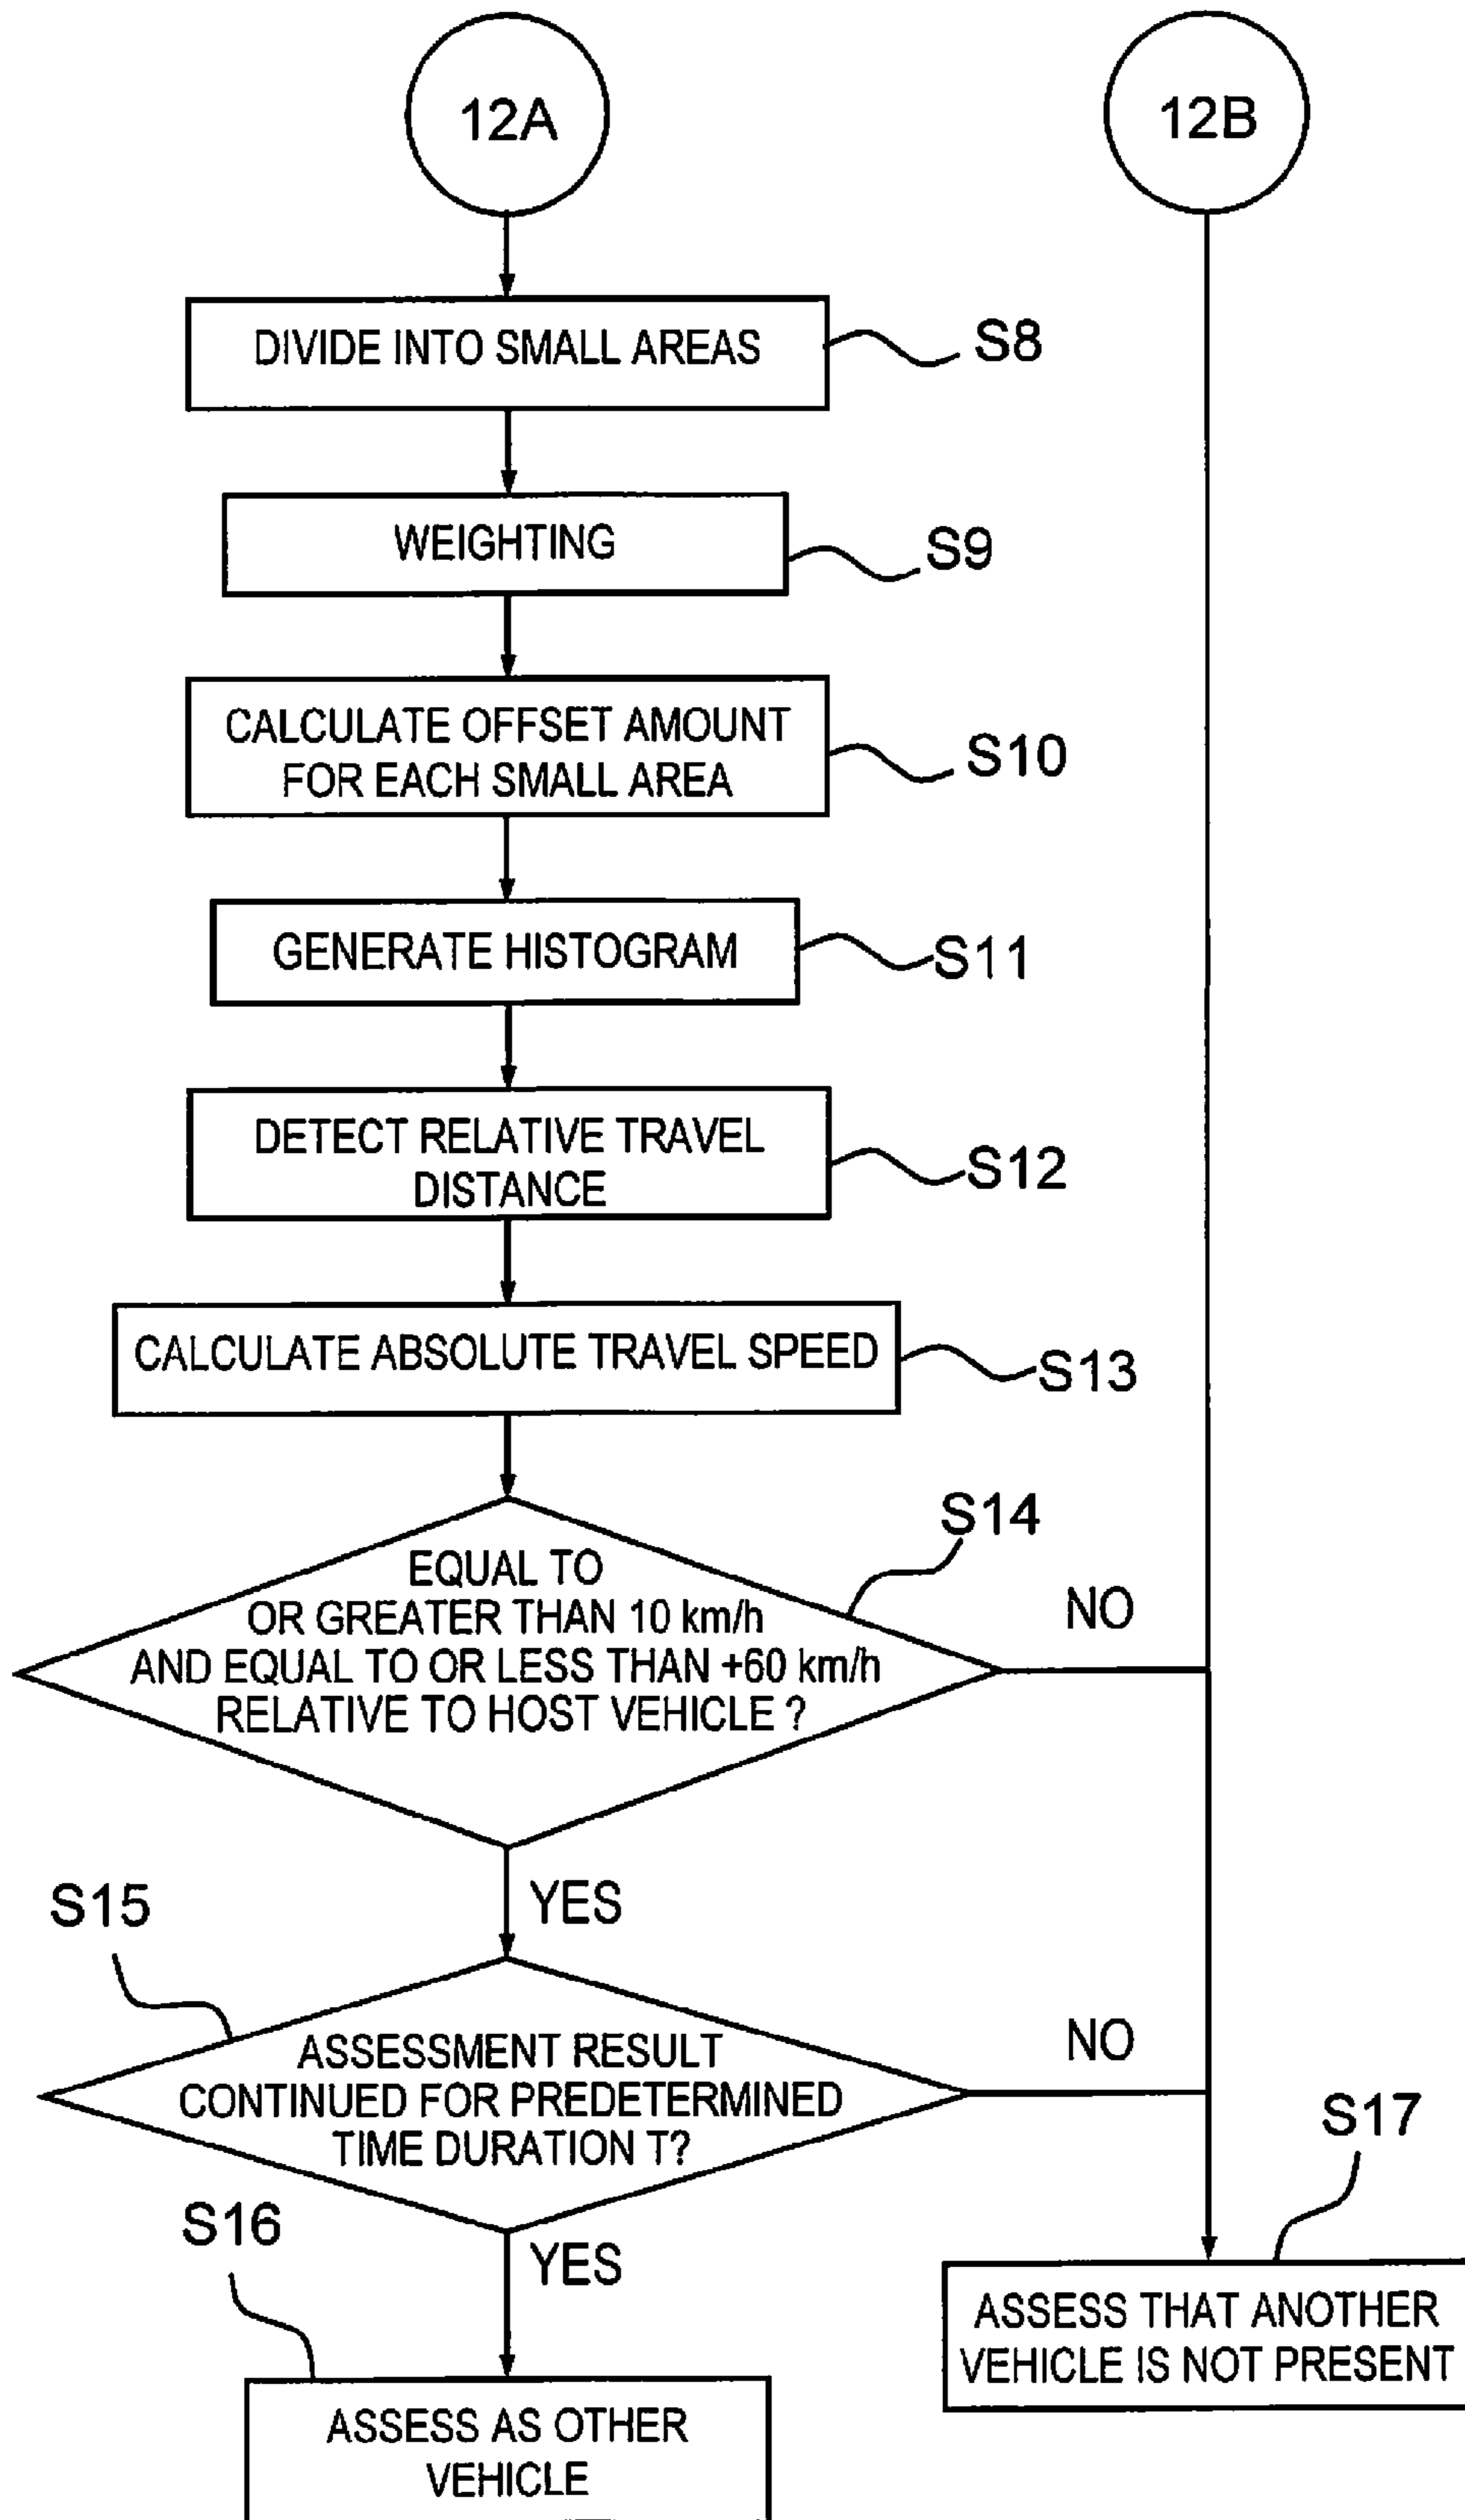 12A
12B
DIVIDE INTO SMALL AREAS
S8
WEIGHTING
S9
CALCULATE OFFSET AMOUNT
FOR EACH SMALL AREA
S10
GENERATE HISTOGRAM
S11
DETECT RELATIVE TRAVEL
DISTANCE
S12
CALCULATE ABSOLUTE TRAVEL SPEED
S13
S14
EQUAL TO
OR GREATER THAN 10 km/h
AND EQUAL TO OR LESS THAN +60 km/h
RELATIVE TO HOST VEHICLE ?
NO
YES
S15
ASSESSMENT RESULT
CONTINUED FOR PREDETERMINED
TIME DURATION T?
NO
YES
S16
ASSESS AS OTHER
VEHICLE
S17
ASSESS THAT ANOTHER
VEHICLE IS NOT PRESENT